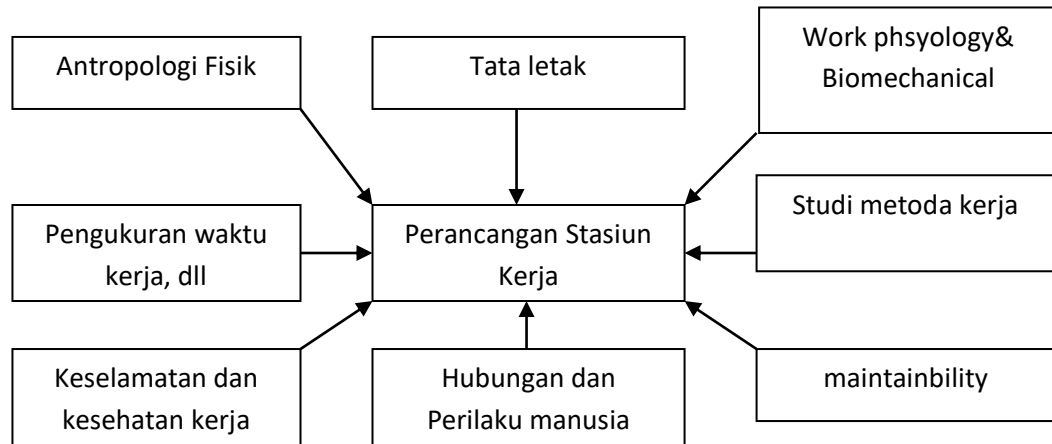 Antropologi Fisik
Tata letak
Work phsyology&
Biomechanical
Pengukuran waktu
kerja, dll
Perancangan Stasiun
Kerja
Studi metoda kerja
Keselamatan dan
kesehatan kerja
Hubungan dan
Perilaku manusia
maintainbility